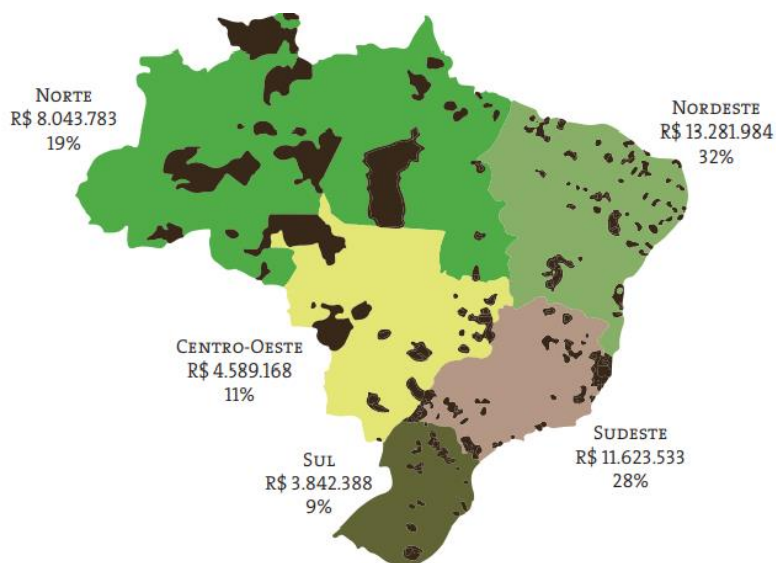 Norte
R$ 8.043.783
19%
Nordeste
R$ 13.281.984
32%
Centro-Oeste
R$ 4.589.168
11%
Sul
R$ 3.842.388
9%
Sudeste
R$ 11.623.533
28%